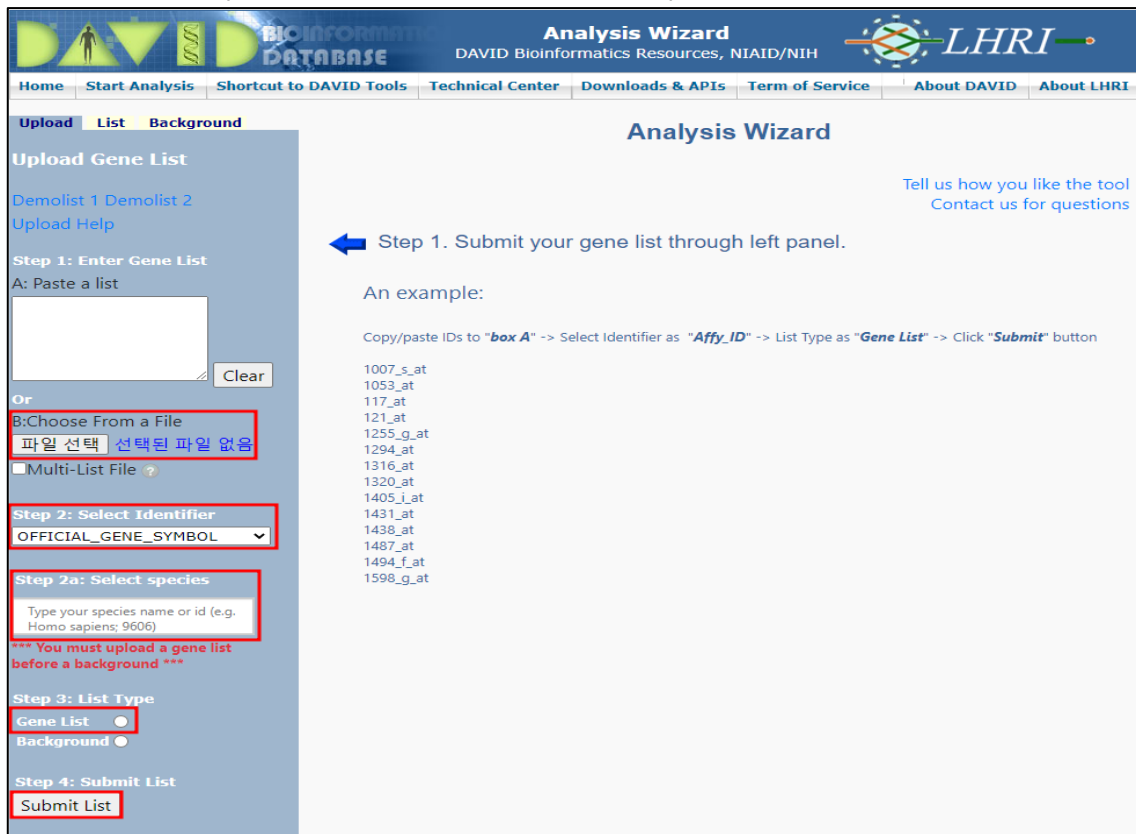 DAVID BIOINFORMATICS DATABASE
Analysis Wizard
DAVID Bioinformatics Resources, NIAID/NIH
LHRI
Home Start Analysis Shortcut to DAVID Tools Technical Center Downloads & APIs Term of Service About DAVID About LHRI
Upload List Background
Upload Gene List
Demolist 1 Demolist 2
Upload Help
Step 1: Enter Gene List
A: Paste a list
Clear
Or
B:Choose From a File
파일 선택 선택된 파일 없음
Multi-List File ?
Step 2: Select Identifier
OFFICIAL_GENE_SYMBOL
Step 2a: Select species
Type your species name or id (e.g.
Homo sapiens; 9606)
*** You must upload a gene list
before a background ***
Step 3: List Type
Gene List
Background
Step 4: Submit List
Submit List
Analysis Wizard
Tell us how you like the tool
Contact us for questions
Step 1. Submit your gene list through left panel.
An example:
Copy/paste IDs to "box A" -> Select Identifier as "Affy_ID" -> List Type as "Gene List" -> Click "Submit" button
1007_s_at
1053_at
117_at
121_at
1255_g_at
1294_at
1316_at
1320_at
1405_i_at
1431_at
1438_at
1487_at
1494_f_at
1598_g_at